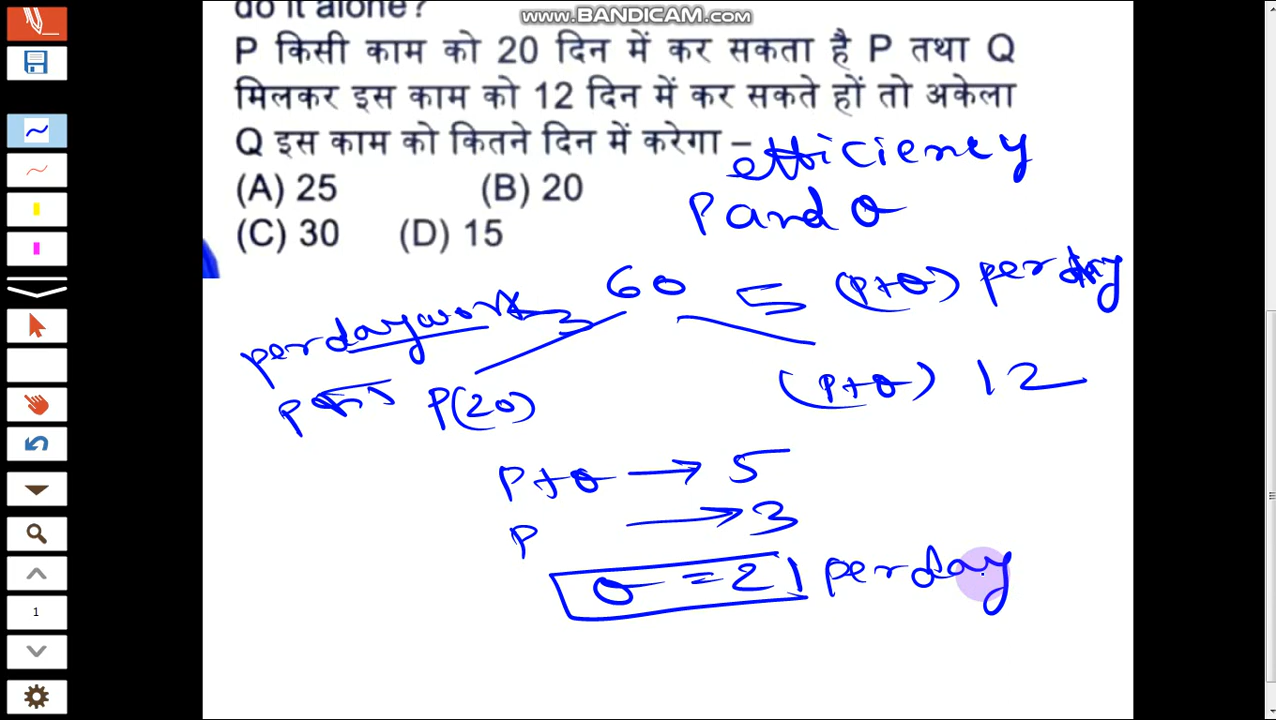 do it alone?
www.BANDICAM.com
P किसी काम को 20 दिन में कर सकता है P तथा Q
मिलकर इस काम को 12 दिन में कर सकते हों तो अकेला
Q इस काम को कितने दिन में करेगा –
efficiency
(A) 25 (B) 20
P and Q
(C) 30 (D) 15
60 5 (P+Q) per day
per day work 3
P(20) (P+Q) 12
P+Q → 5
P → 3
Q = 2 per day
1